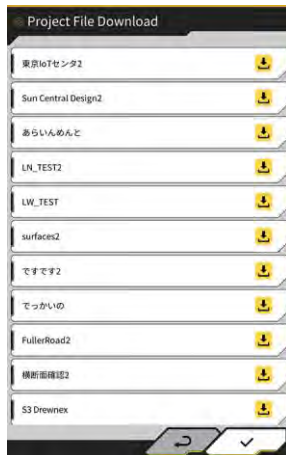 Project File Download
東京IoTセンタ2
Sun Central Design2
あらいんめんと
LN_TEST2
LW_TEST
surfaces2
ですです2
でっかいの
FullerRoad2
横断面確認2
S3 Drewnex